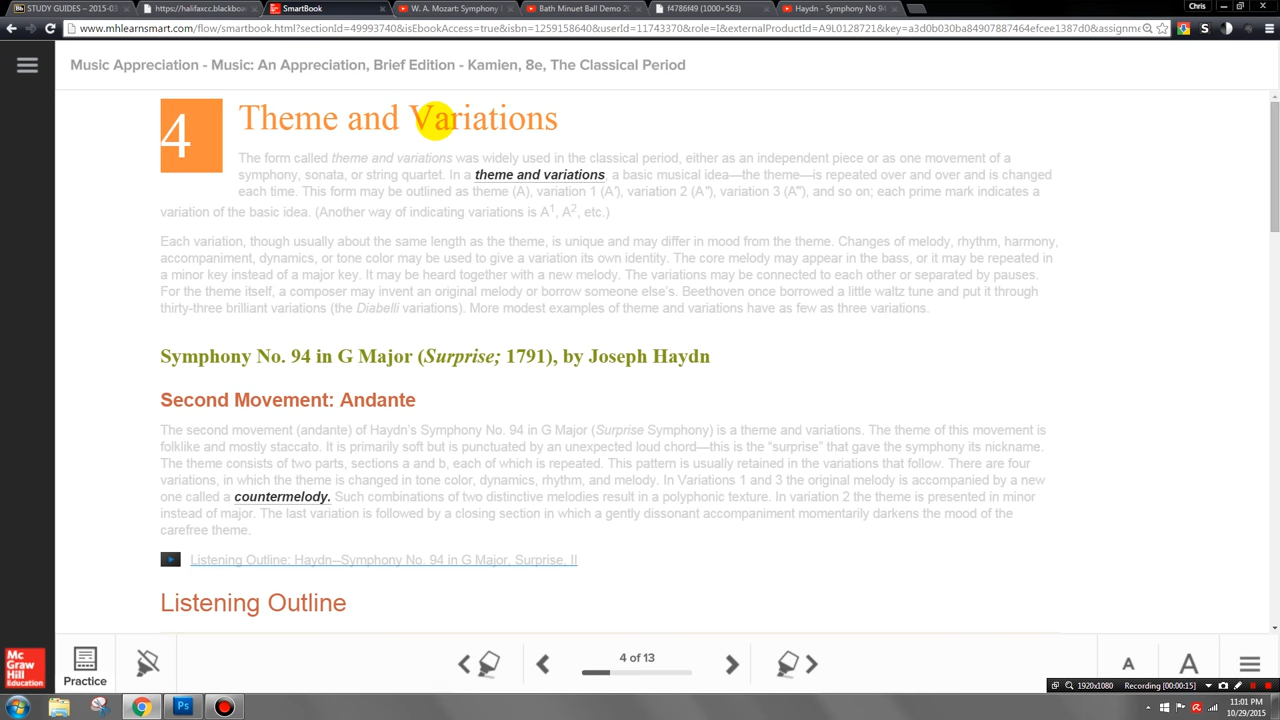 STUDY GUIDES – 2015-03
https://halifaxcc.blackboa
SmartBook
W. A. Mozart: Symphony
Bath Minuet Ball Demo 20
f4786f49 (1000×563)
Haydn - Symphony No 94
Chris
www.mhlearnsmart.com/flow/smartbook.html?sectionId=49993740&isEbookAccess=true&isbn=1259158640&userId=11743370&role=I&externalProductId=A9L0128721&key=a3d0b030ba84907887464efcee1387d0&assignme
Music Appreciation - Music: An Appreciation, Brief Edition - Kamien, 8e, The Classical Period
4
Theme and Variations
The form called theme and variations was widely used in the classical period, either as an independent piece or as one movement of a
symphony, sonata, or string quartet. In a theme and variations, a basic musical idea—the theme—is repeated over and over and is changed
each time. This form may be outlined as theme (A), variation 1 (A′), variation 2 (A″), variation 3 (A‴), and so on; each prime mark indicates a
variation of the basic idea. (Another way of indicating variations is A1, A2, etc.)
Each variation, though usually about the same length as the theme, is unique and may differ in mood from the theme. Changes of melody, rhythm, harmony,
accompaniment, dynamics, or tone color may be used to give a variation its own identity. The core melody may appear in the bass, or it may be repeated in
a minor key instead of a major key. It may be heard together with a new melody. The variations may be connected to each other or separated by pauses.
For the theme itself, a composer may invent an original melody or borrow someone else's. Beethoven once borrowed a little waltz tune and put it through
thirty-three brilliant variations (the Diabelli variations). More modest examples of theme and variations have as few as three variations.
Symphony No. 94 in G Major (Surprise; 1791), by Joseph Haydn
Second Movement: Andante
The second movement (andante) of Haydn's Symphony No. 94 in G Major (Surprise Symphony) is a theme and variations. The theme of this movement is
folklike and mostly staccato. It is primarily soft but is punctuated by an unexpected loud chord—this is the "surprise" that gave the symphony its nickname.
The theme consists of two parts, sections a and b, each of which is repeated. This pattern is usually retained in the variations that follow. There are four
variations, in which the theme is changed in tone color, dynamics, rhythm, and melody. In Variations 1 and 3 the original melody is accompanied by a new
one called a countermelody. Such combinations of two distinctive melodies result in a polyphonic texture. In variation 2 the theme is presented in minor
instead of major. The last variation is followed by a closing section in which a gently dissonant accompaniment momentarily darkens the mood of the
carefree theme.
Listening Outline: Haydn–Symphony No. 94 in G Major, Surprise, II
Listening Outline
Mc
Graw
Hill
Education
Practice
4 of 13
A
A
1920x1080
Recording [00:00:15]
Ps
11:01 PM
10/29/2015